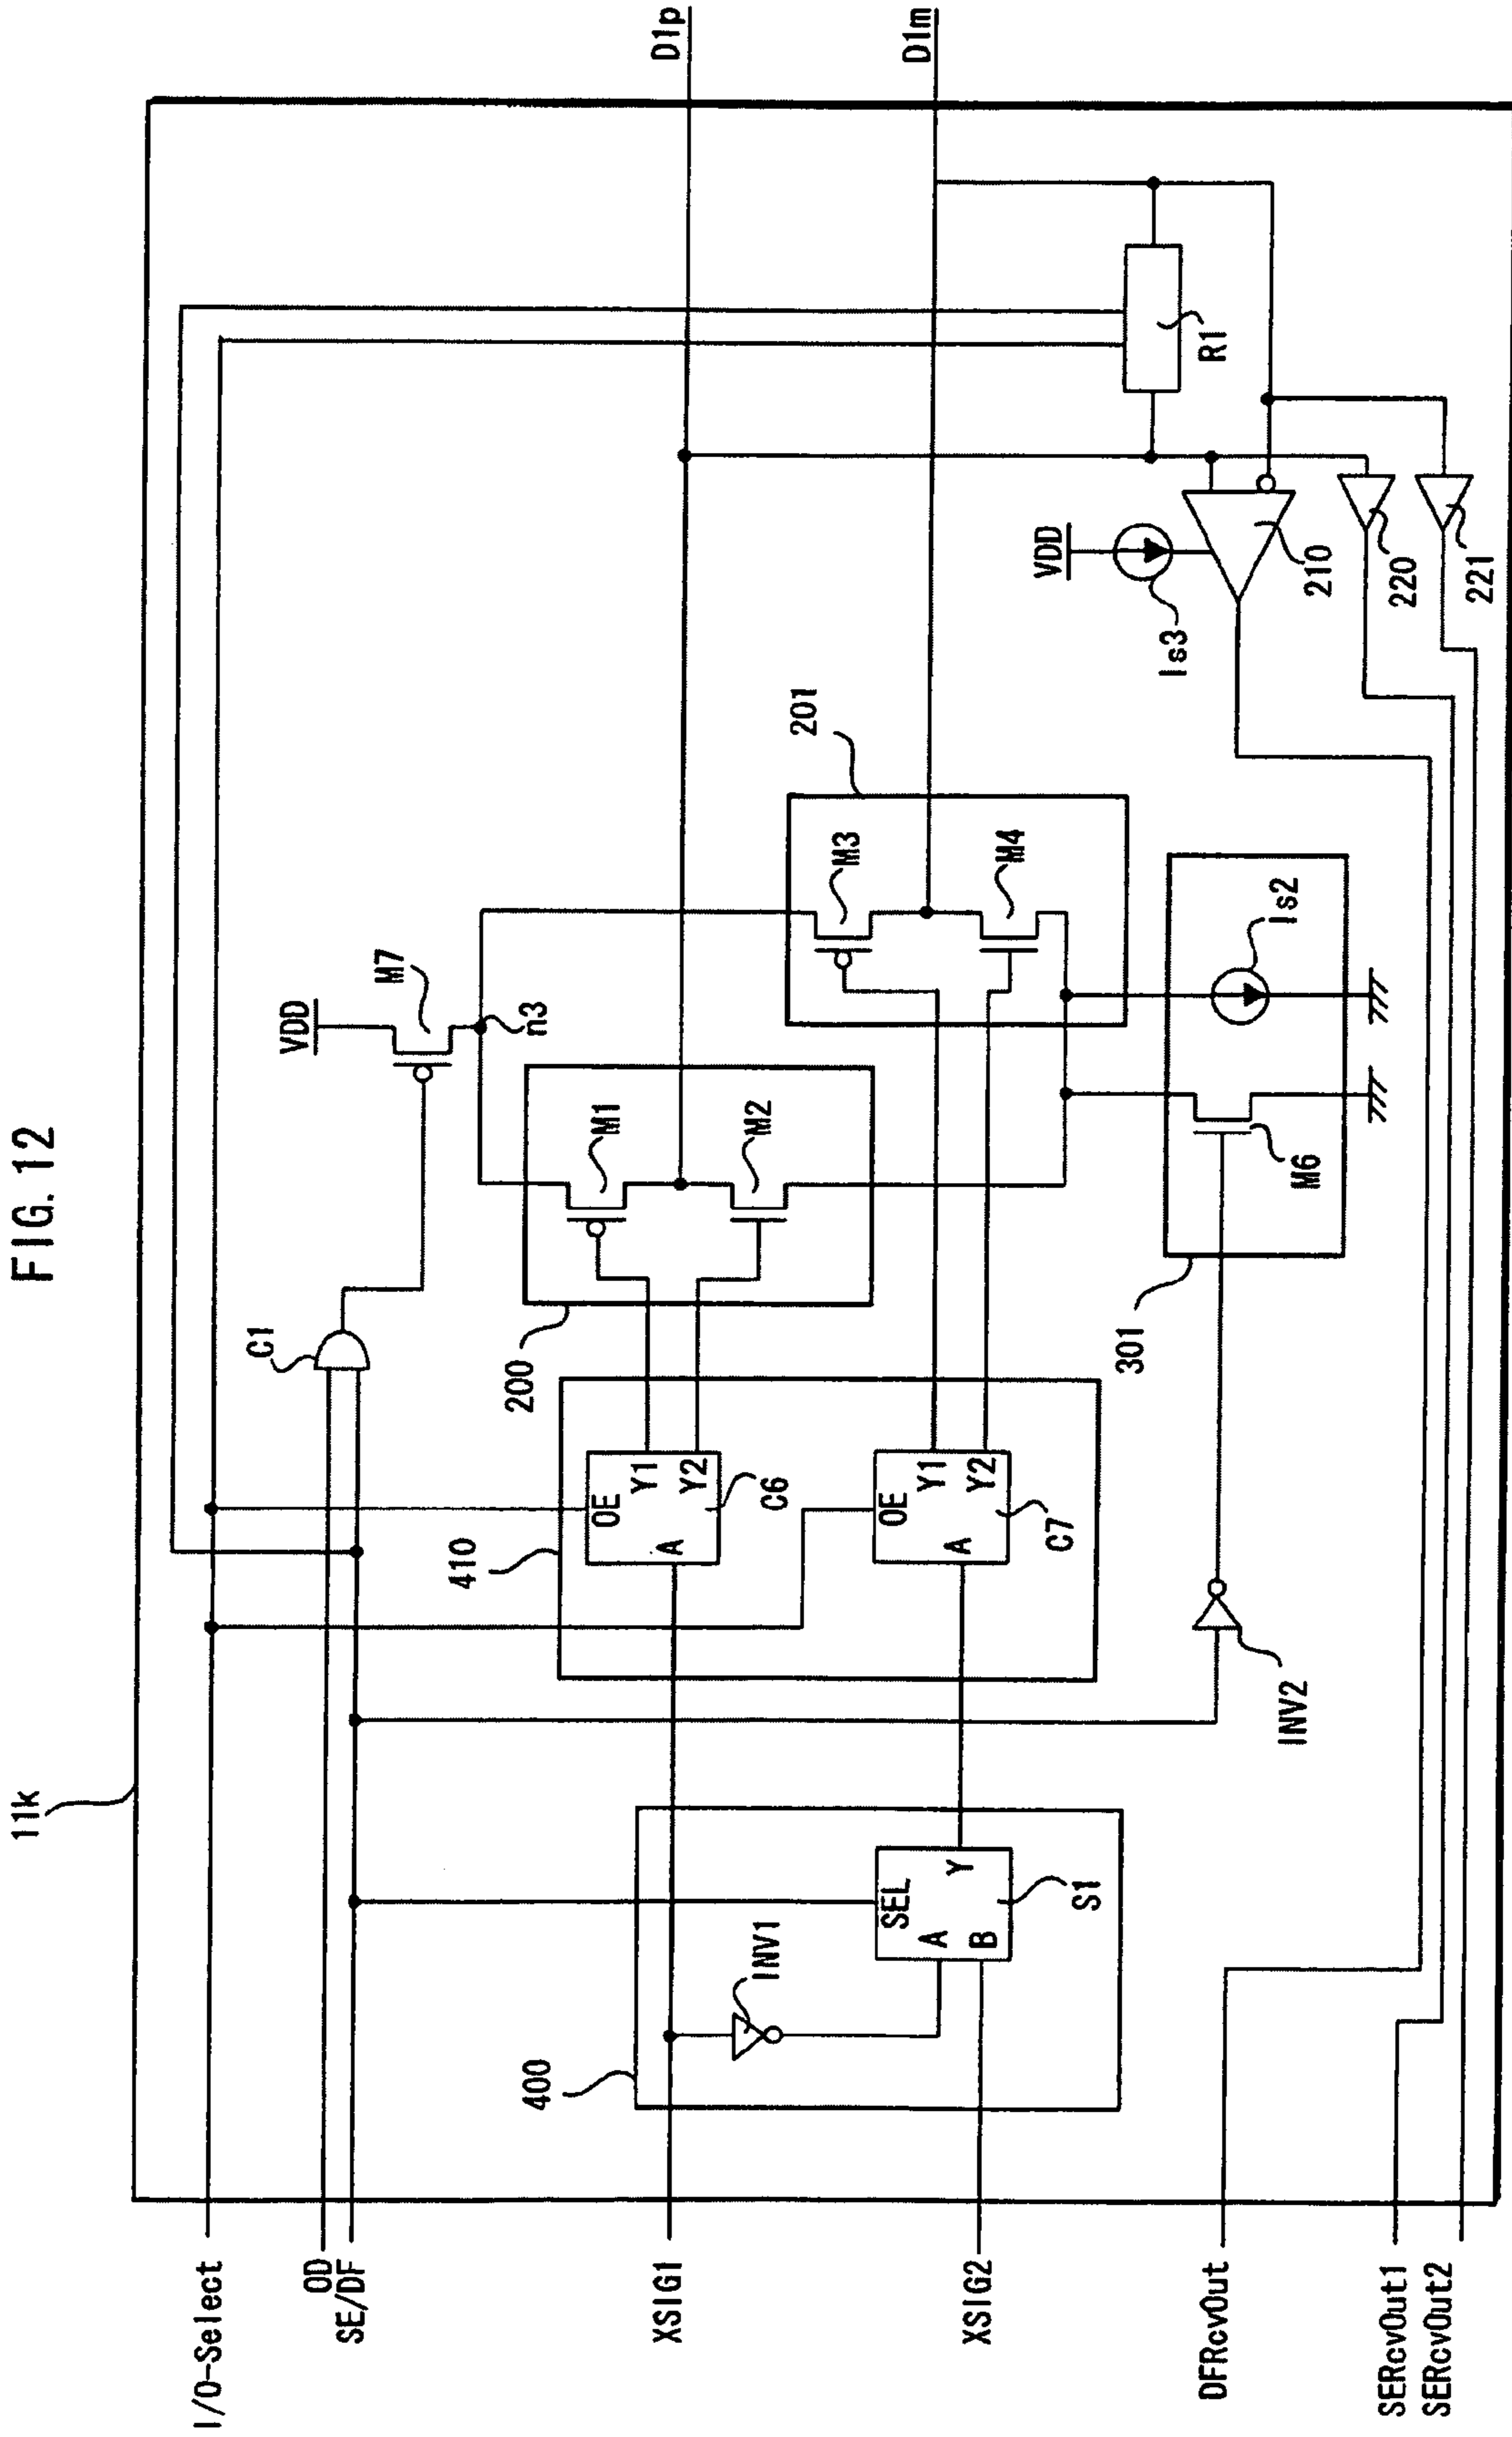 FIG. 12
11k
I/O-Select
OD
SE/DF
XSIG1
XSIG2
DFRcvOut
SERcvOut1
SERcvOut2
400
INV1
SEL
A
B
Y
S1
INV2
410
OE
A
Y1
Y2
C6
OE
A
Y1
Y2
C7
C1
VDD
M7
n3
200
M1
M2
201
M3
M4
301
M6
Is2
VDD
Is3
210
220
221
R1
D1p
D1m